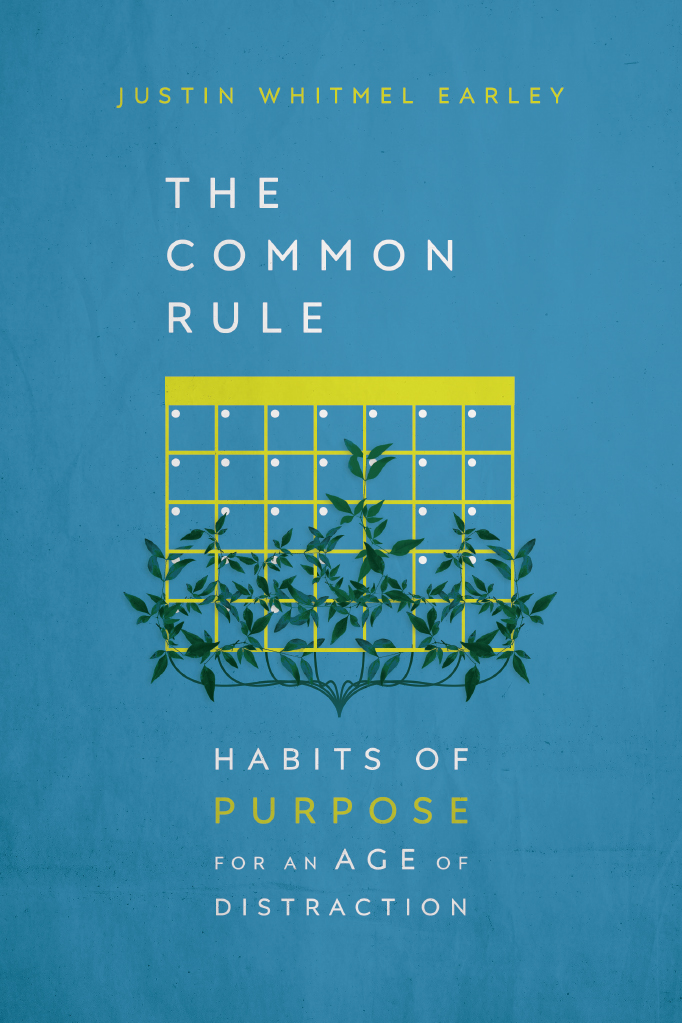 JUSTIN WHITMEL EARLEY
THE
COMMON
RULE
HABITS OF
PURPOSE
FOR AN AGE OF
DISTRACTION